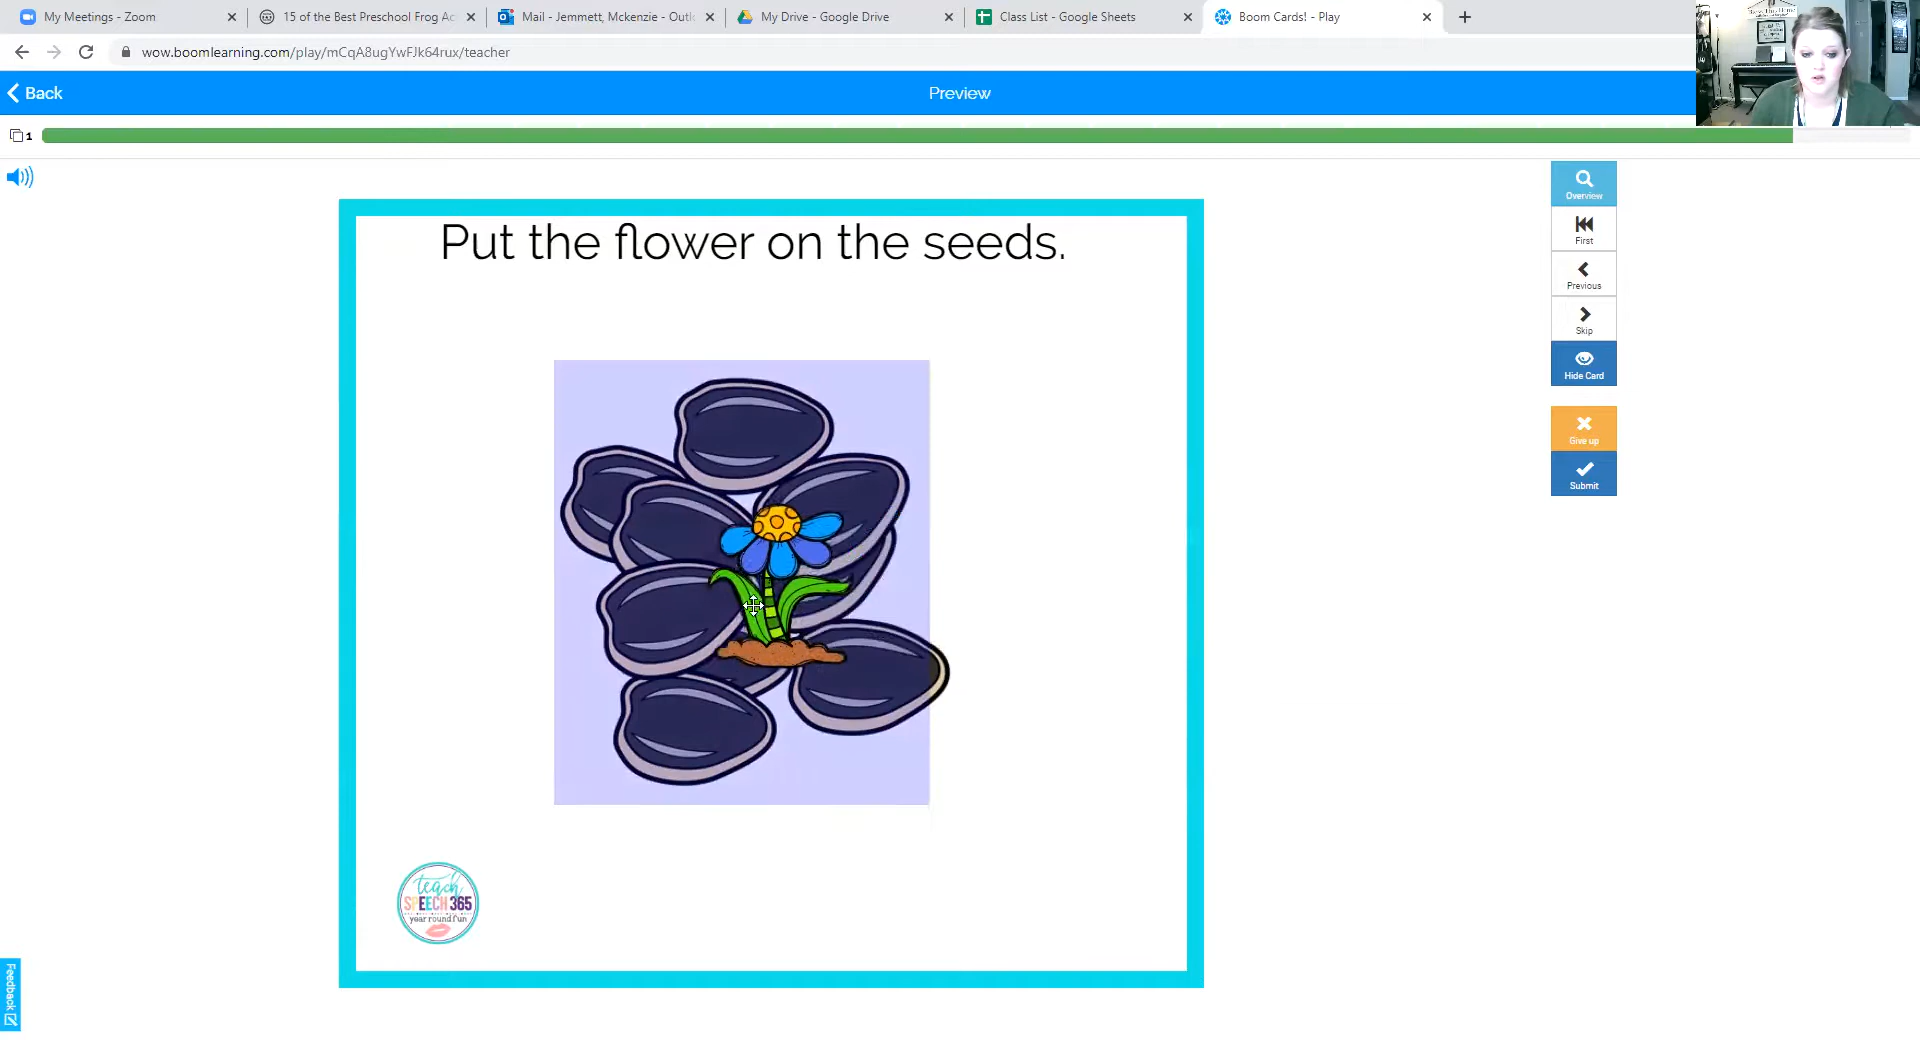 My Meetings - Zoom
15 of the Best Preschool Frog Ac
Mail - Jemmett, Mckenzie - Outl
My Drive - Google Drive
Class List - Google Sheets
Boom Cards! - Play
wow.boomlearning.com/play/mCqA8ugYwFJk64rux/teacher
Back
Preview
1
Overview
First
Previous
Skip
Hide Card
Give up
Submit
Put the flower on the seeds.
teach
SPEECH 365
year round fun
Feedback